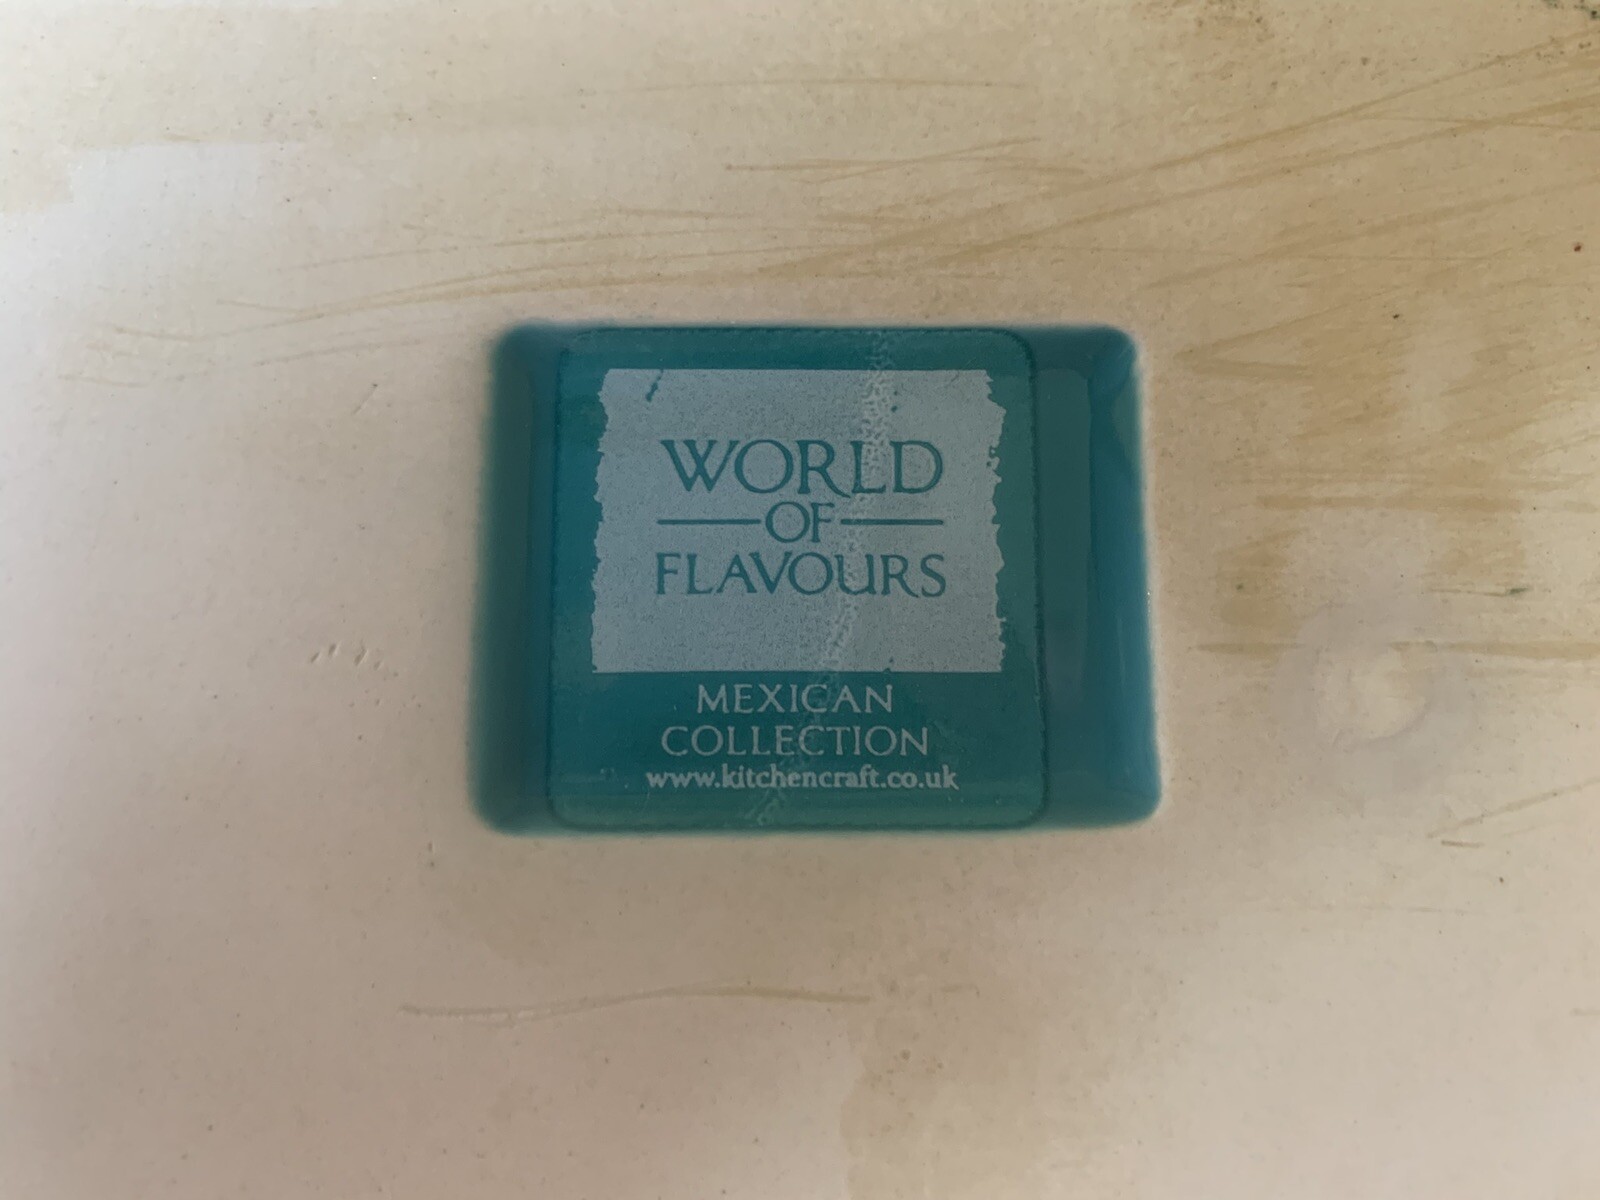 WORLD
OF
FLAVOURS
MEXICAN
COLLECTION
www.kitchencraft.co.uk